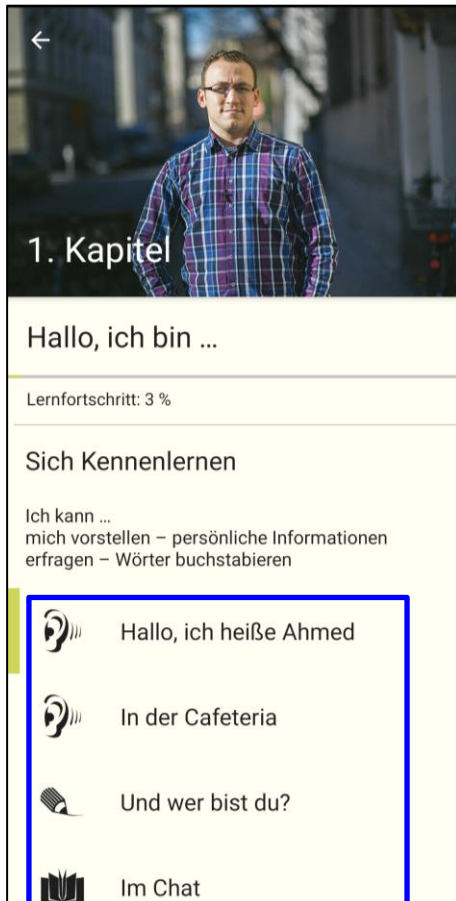 1. Kapitel
Hallo, ich bin ...
Lernfortschritt: 3 %
Sich Kennenlernen
Ich kann ...
mich vorstellen – persönliche Informationen
erfragen – Wörter buchstabieren
Hallo, ich heiße Ahmed
In der Cafeteria
Und wer bist du?
Im Chat